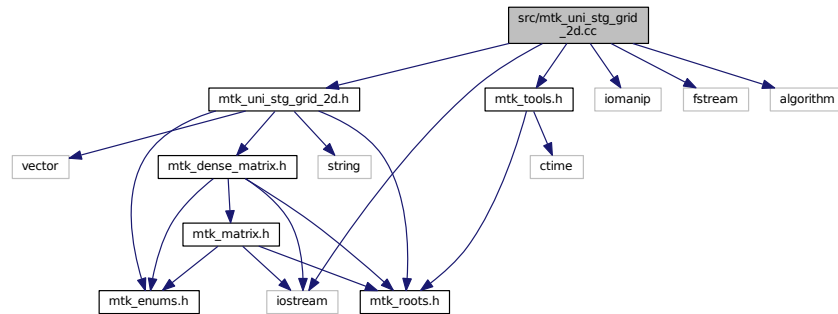 src/mtk_uni_stg_grid
_2d.cc
mtk_uni_stg_grid_2d.h
mtk_tools.h
iomanip
fstream
algorithm
vector
mtk_dense_matrix.h
string
ctime
mtk_matrix.h
mtk_enums.h
iostream
mtk_roots.h